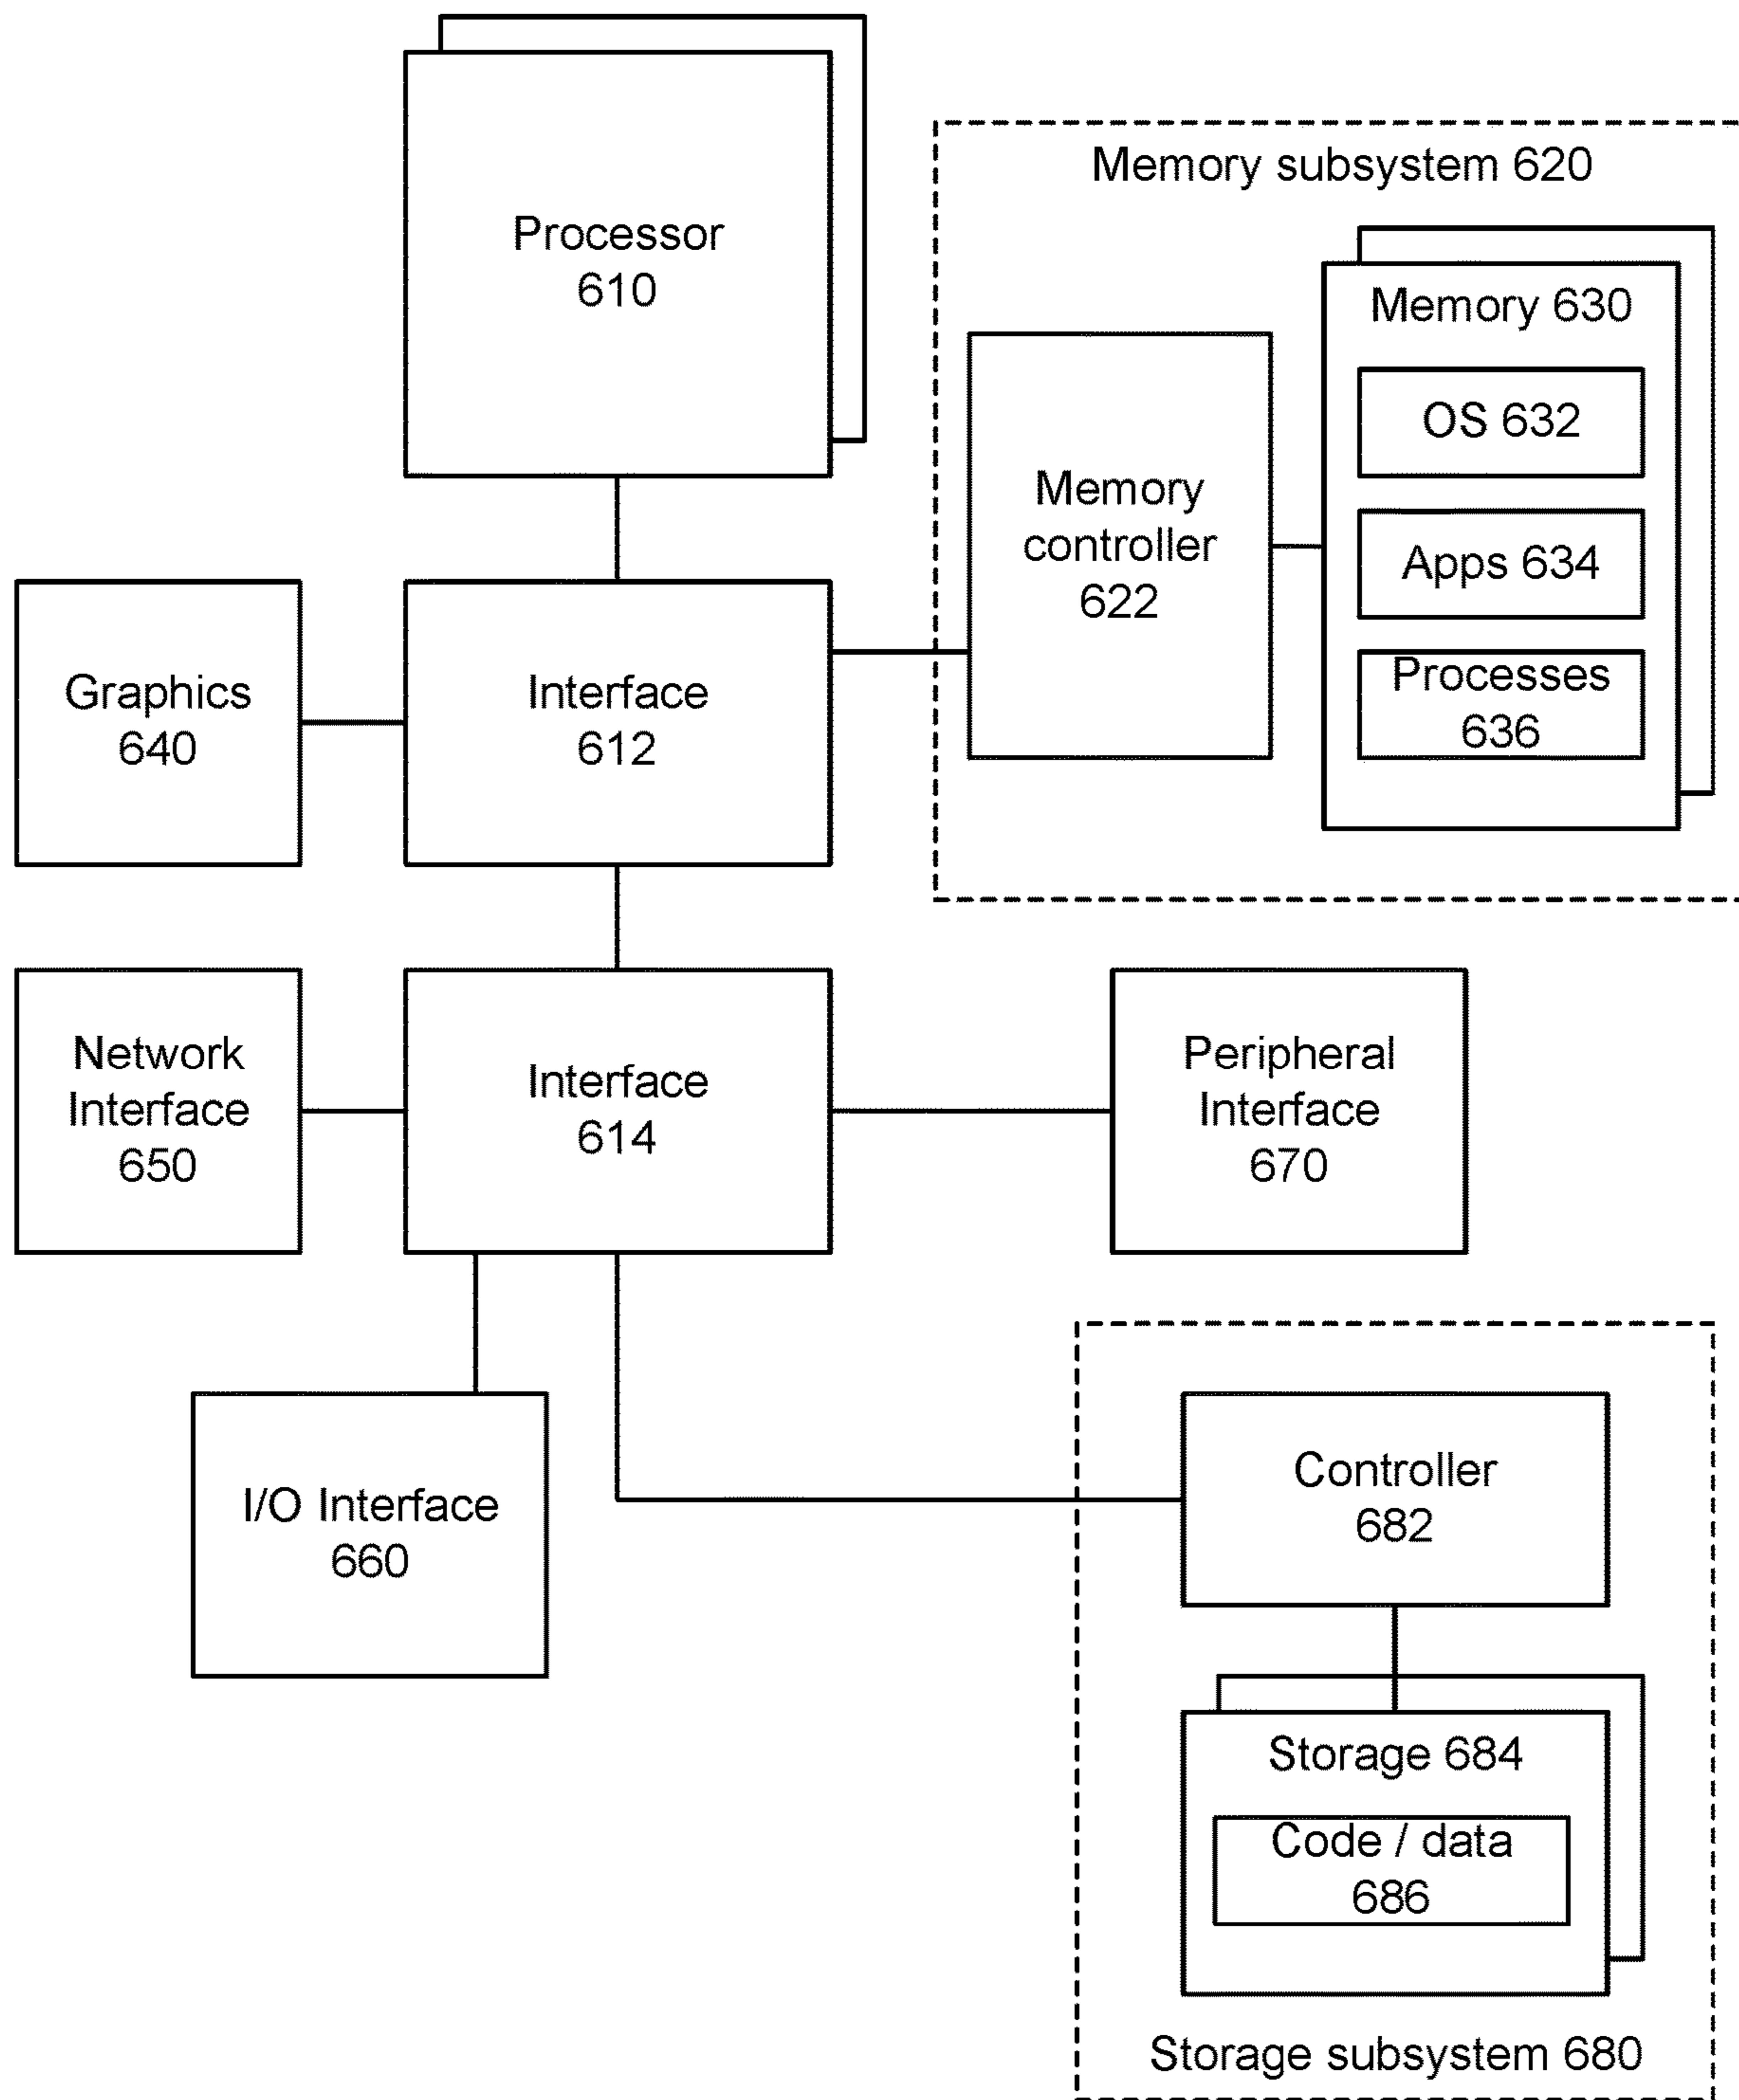 Processor
610
Memory subsystem 620
Memory 630
OS 632
Apps 634
Processes
636
Memory
controller
622
Graphics
640
Interface
612
Network
Interface
650
Interface
614
Peripheral
Interface
670
I/O Interface
660
Controller
682
Storage 684
Code / data
686
Storage subsystem 680